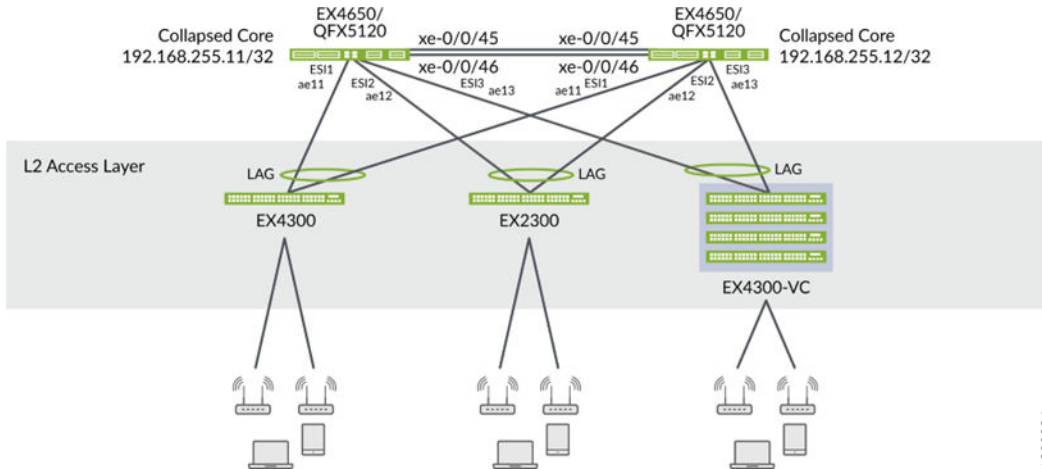 EX4650/
QFX5120
EX4650/
QFX5120
Collapsed Core
192.168.255.11/32
xe-0/0/45
xe-0/0/45
xe-0/0/46
xe-0/0/46
Collapsed Core
192.168.255.12/32
ESI1
ae11
ESI2
ae12
ESI3
ae13
ae11
ESI1
ae12
ESI2
ESI3
ae13
L2 Access Layer
LAG
LAG
LAG
EX4300
EX2300
EX4300-VC